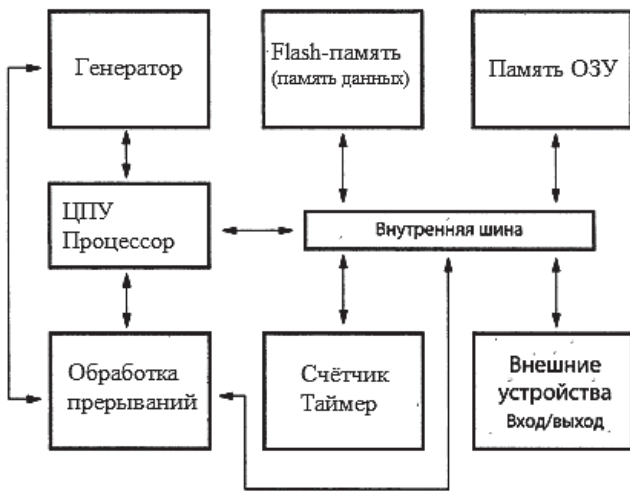 Генератор
Flash-память
(память данных)
Память ОЗУ
ЦПУ
Процессор
Внутренняя шина
Обработка
прерываний
Счётчик
Таймер
Внешние
устройства
Вход/выход